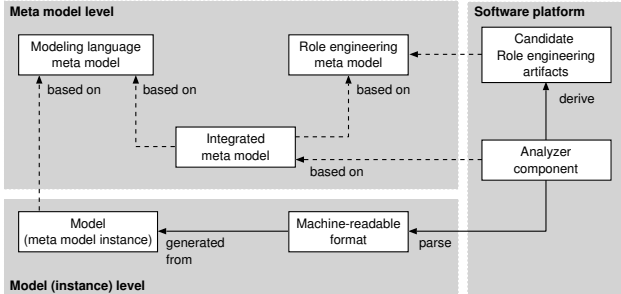 Meta model level
Software platform
Modeling language
meta model
Role engineering
meta model
Candidate
Role engineering
artifacts
based on
based on
based on
derive
Integrated
meta model
Analyzer
component
based on
Model
(meta model instance)
generated
from
Machine-readable
format
parse
Model (instance) level